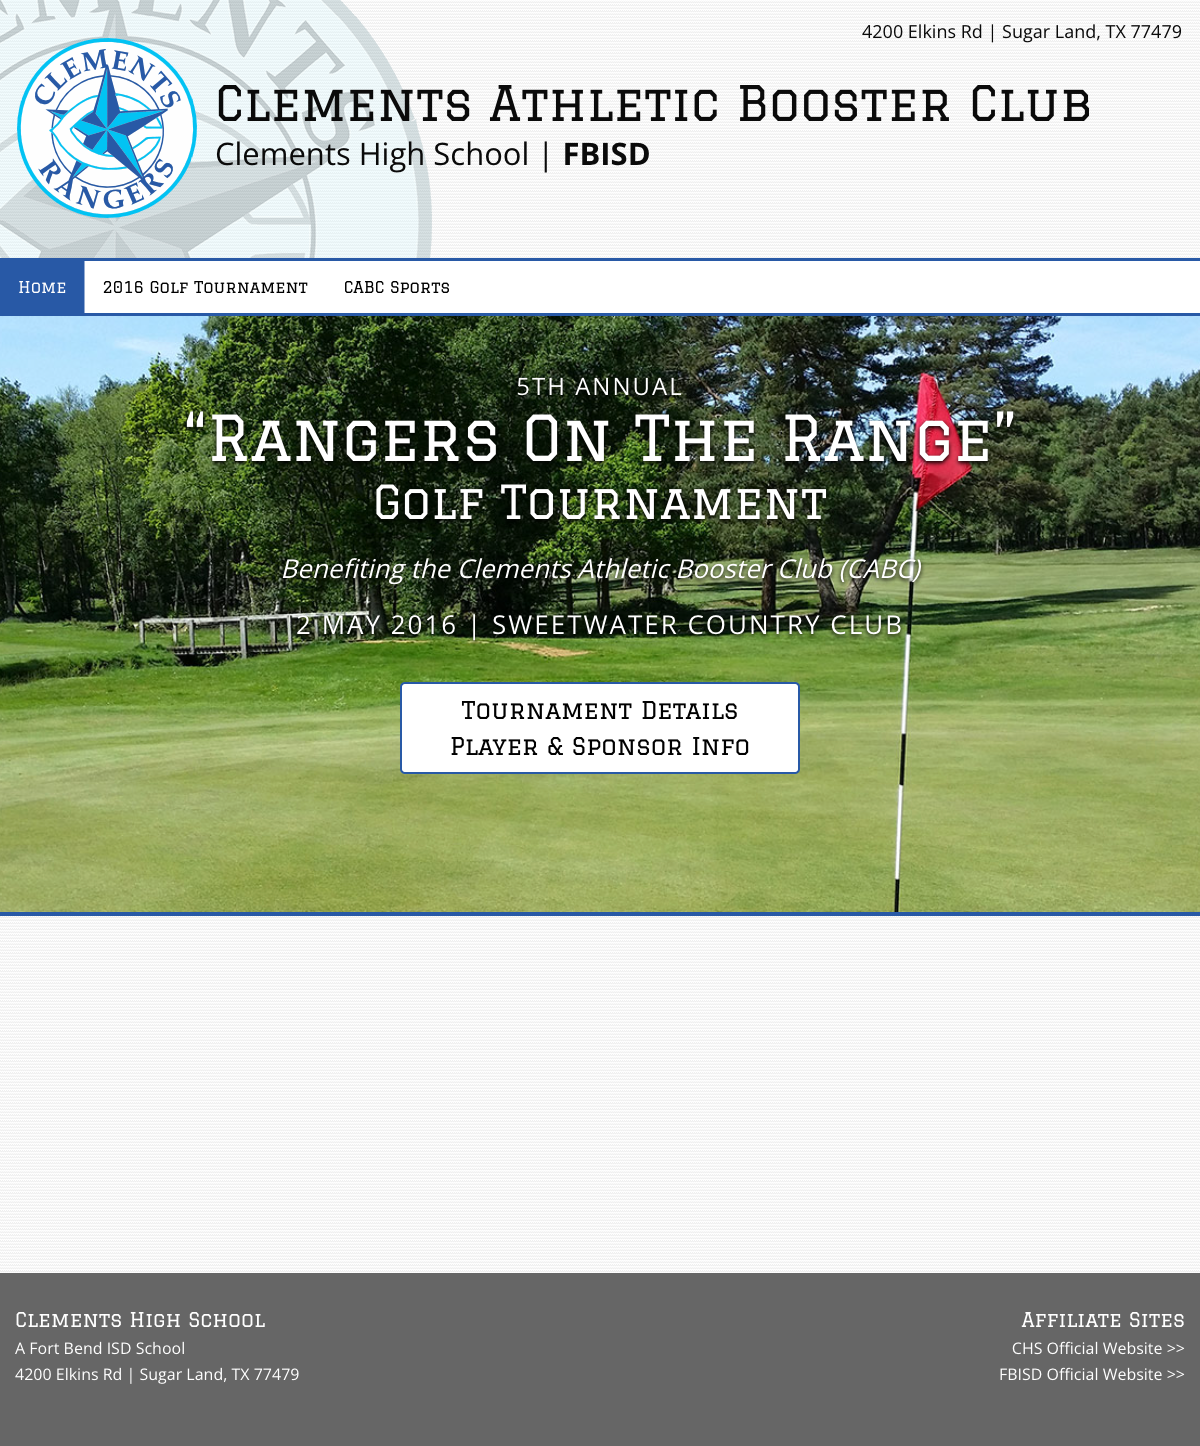 4200 Elkins Rd | Sugar Land, TX 77479
CLEMENTS
RANGERS
CLEMENTS
Clements Athletic Booster Club
Clements High School | FBISD
Home
2016 Golf Tournament
CABC Sports
5TH ANNUAL
“Rangers On The Range”
Golf Tournament
Benefiting the Clements Athletic Booster Club (CABC)
2 MAY 2016 | SWEETWATER COUNTRY CLUB
Tournament Details
Player & Sponsor Info
Clements High School
A Fort Bend ISD School
4200 Elkins Rd | Sugar Land, TX 77479
Affiliate Sites
CHS Official Website >>
FBISD Official Website >>